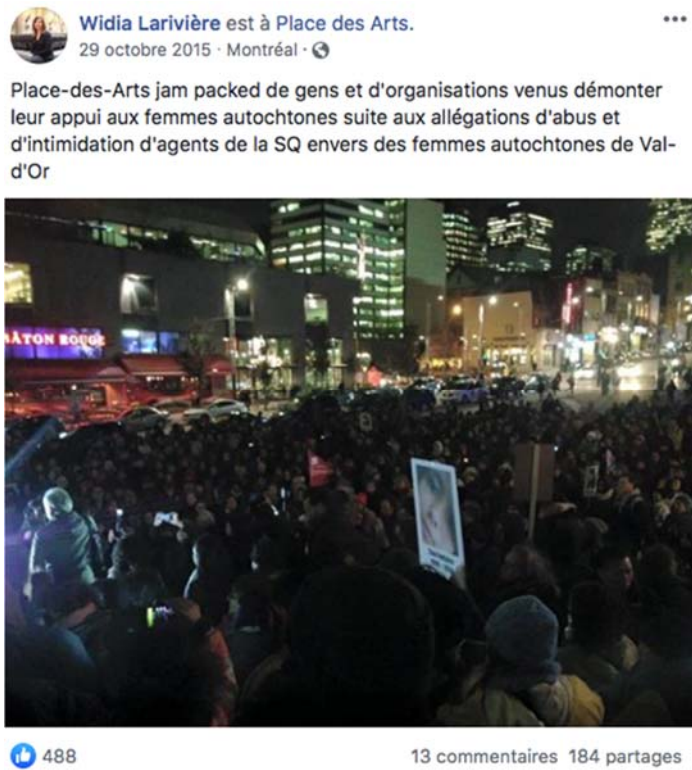 Widia Larivière est à Place des Arts.
29 octobre 2015 · Montréal ·
Place-des-Arts jam packed de gens et d'organisations venus démonter
leur appui aux femmes autochtones suite aux allégations d'abus et
d'intimidation d'agents de la SQ envers des femmes autochtones de Val-
d'Or
BÂTON ROUGE
488
13 commentaires 184 partages